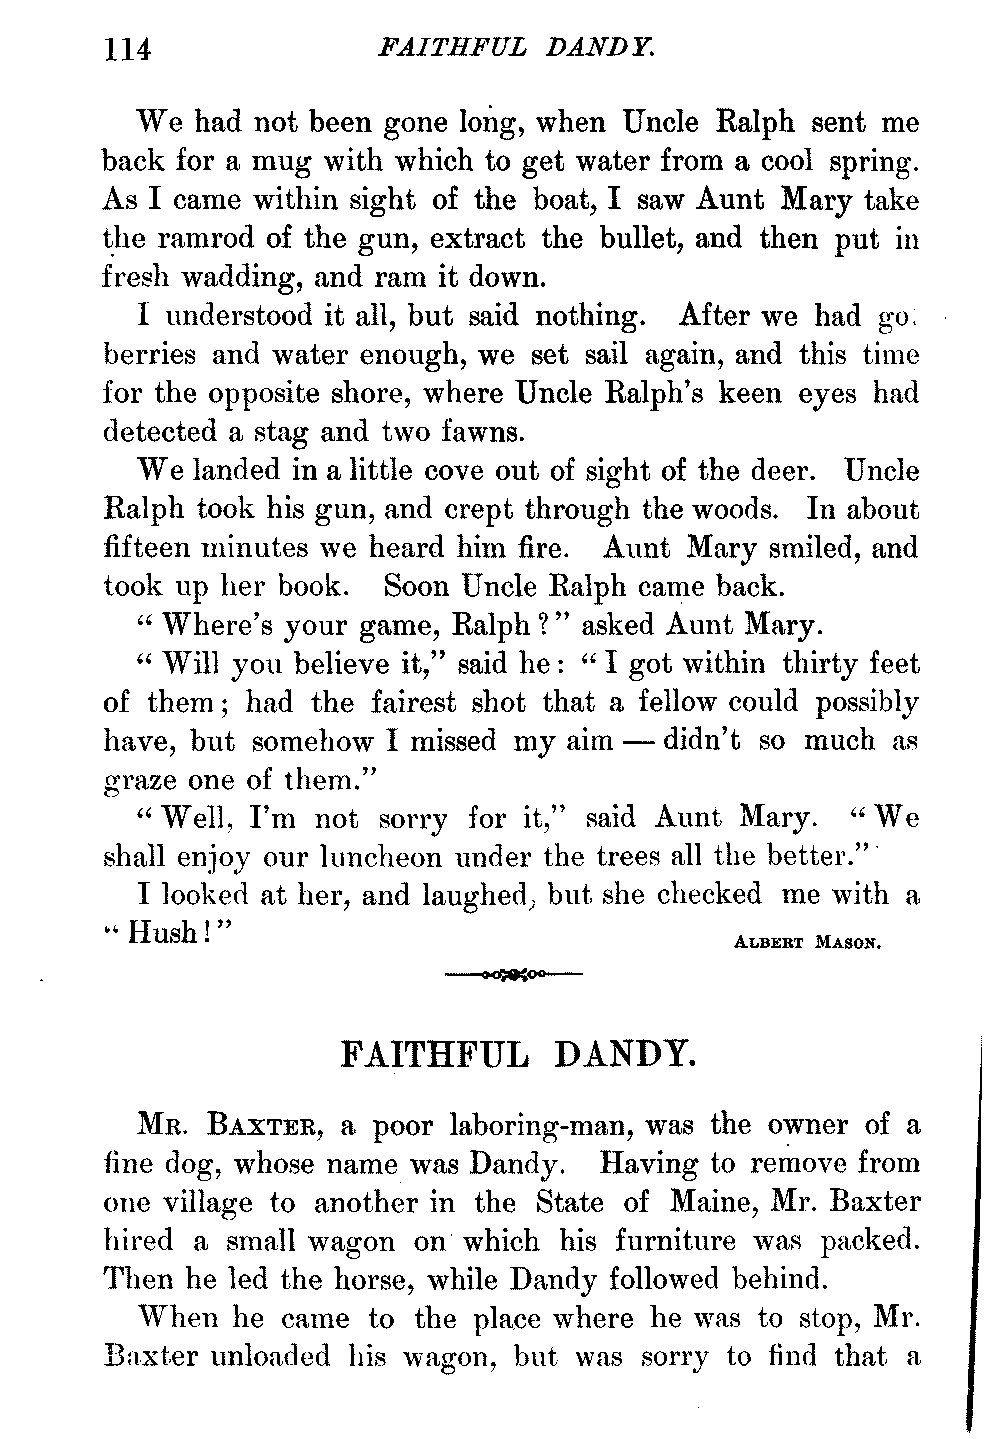 114 FAITHFUL DANDY.
We had not been gone long, when Uncle Ralph sent me
back for a mug with which to get water from a cool spring.
As I came within sight of the boat, I saw Aunt Mary take
the ramrod of the gun, extract the bullet, and then put in
fresh wadding, and ram it down.
I understood it all, but said nothing. After we had go
berries and water enough, we set sail again, and this time
for the opposite shore, where Uncle Ralph's keen eyes had
detected a stag and two fawns.
We landed in a little cove out of sight of the deer. Uncle
Ralph took his gun, and crept through the woods. In about
fifteen minutes we heard him fire. Aunt Mary smiled, and
took up her book. Soon Uncle Ralph came back.
“ Where's your game, Ralph ? ” asked Aunt Mary.
“ Will you believe it,” said he : “ I got within thirty feet
of them ; had the fairest shot that a fellow could possibly
have, but somehow I missed my aim — didn't so much as
graze one of them.”
“ Well, I'm not sorry for it,” said Aunt Mary. “ We
shall enjoy our luncheon under the trees all the better.”
I looked at her, and laughed, but she checked me with a
“ Hush ! ” ALBERT MASON.
FAITHFUL DANDY.
MR. BAXTER, a poor laboring-man, was the owner of a
fine dog, whose name was Dandy. Having to remove from
one village to another in the State of Maine, Mr. Baxter
hired a small wagon on which his furniture was packed.
Then he led the horse, while Dandy followed behind.
When he came to the place where he was to stop, Mr.
Baxter unloaded his wagon, but was sorry to find that a